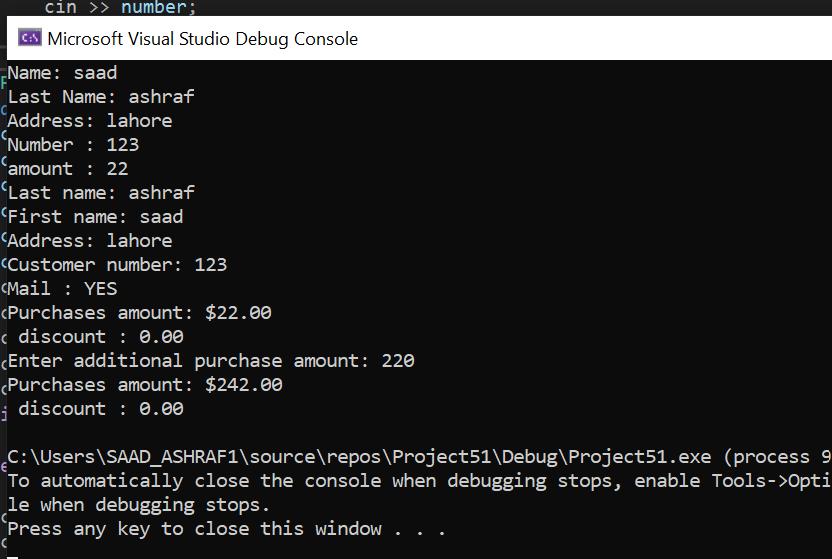 cin >> number;
Microsoft Visual Studio Debug Console
Name: saad
Last Name: ashraf
Address: lahore
Number : 123
amount : 22
Last name: ashraf
First name: saad
Address: lahore
Customer number: 123
Mail : YES
Purchases amount: $22.00
discount : 0.00
Enter additional purchase amount: 220
Purchases amount: $242.00
discount : 0.00
C:\Users\SAAD_ASHRAF1\source\repos\Project51\Debug\Project51.exe (process 9
To automatically close the console when debugging stops, enable Tools->Opti
le when debugging stops.
Press any key to close this window . . .